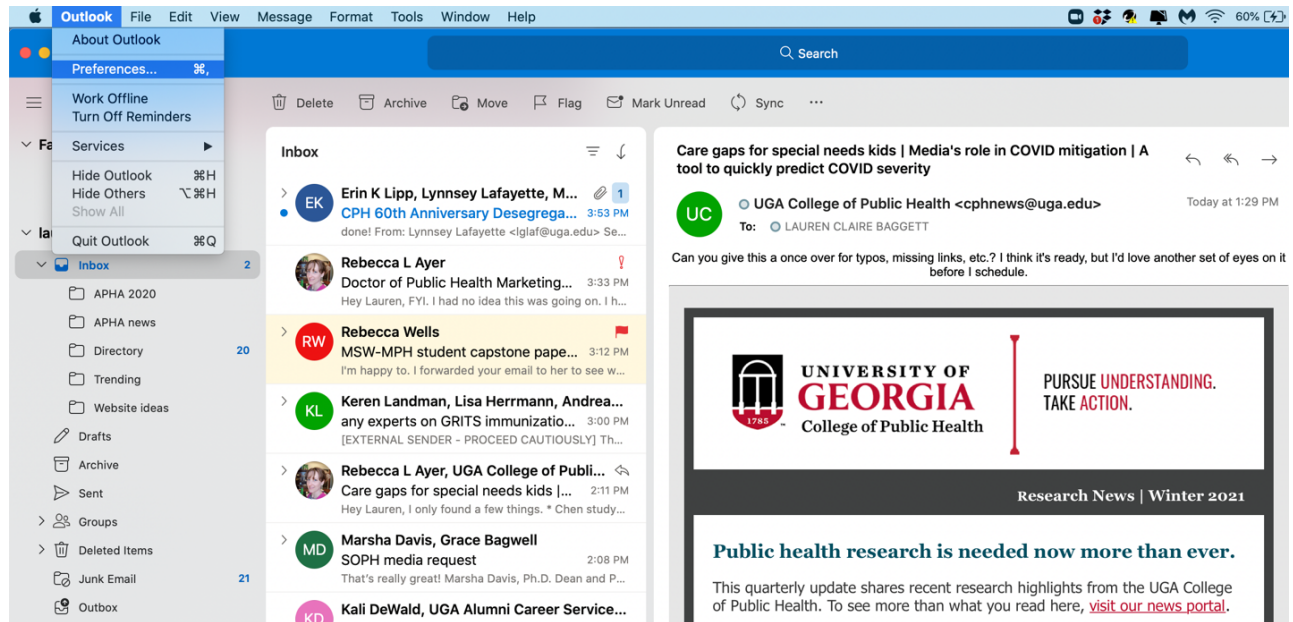 Outlook File Edit View Message Format Tools Window Help 60%
About Outlook
Preferences... ⌘,
Work Offline
Turn Off Reminders
Services
Hide Outlook ⌘H
Hide Others ⌥⌘H
Show All
Quit Outlook ⌘Q
Search
Delete Archive Move Flag Mark Unread Sync ...
Fa
la
Inbox 2
APHA 2020
APHA news
Directory 20
Trending
Website ideas
Drafts
Archive
Sent
Groups
Deleted Items
Junk Email 21
Outbox
Inbox
EK
Erin K Lipp, Lynnsey Lafayette, M... 1
CPH 60th Anniversary Desegrega... 3:53 PM
done! From: Lynnsey Lafayette <lglaf@uga.edu> Se...
Rebecca L Ayer
Doctor of Public Health Marketing... 3:33 PM
Hey Lauren, FYI. I had no idea this was going on. I h...
RW
Rebecca Wells
MSW-MPH student capstone pape... 3:12 PM
I'm happy to. I forwarded your email to her to see w...
KL
Keren Landman, Lisa Herrmann, Andrea...
any experts on GRITS immunizatio... 3:00 PM
[EXTERNAL SENDER - PROCEED CAUTIOUSLY] Th...
Rebecca L Ayer, UGA College of Publi...
Care gaps for special needs kids |... 2:11 PM
Hey Lauren, I only found a few things. * Chen study...
MD
Marsha Davis, Grace Bagwell
SOPH media request 2:08 PM
That's really great! Marsha Davis, Ph.D. Dean and P...
KD
Kali DeWald, UGA Alumni Career Service...
Care gaps for special needs kids | Media's role in COVID mitigation | A
tool to quickly predict COVID severity
UC
UGA College of Public Health <cphnews@uga.edu> Today at 1:29 PM
To: LAUREN CLAIRE BAGGETT
Can you give this a once over for typos, missing links, etc.? I think it's ready, but I'd love another set of eyes on it
before I schedule.
1785
UNIVERSITY OF
GEORGIA
College of Public Health
PURSUE UNDERSTANDING.
TAKE ACTION.
Research News | Winter 2021
Public health research is needed now more than ever.
This quarterly update shares recent research highlights from the UGA College
of Public Health. To see more than what you read here, visit our news portal.